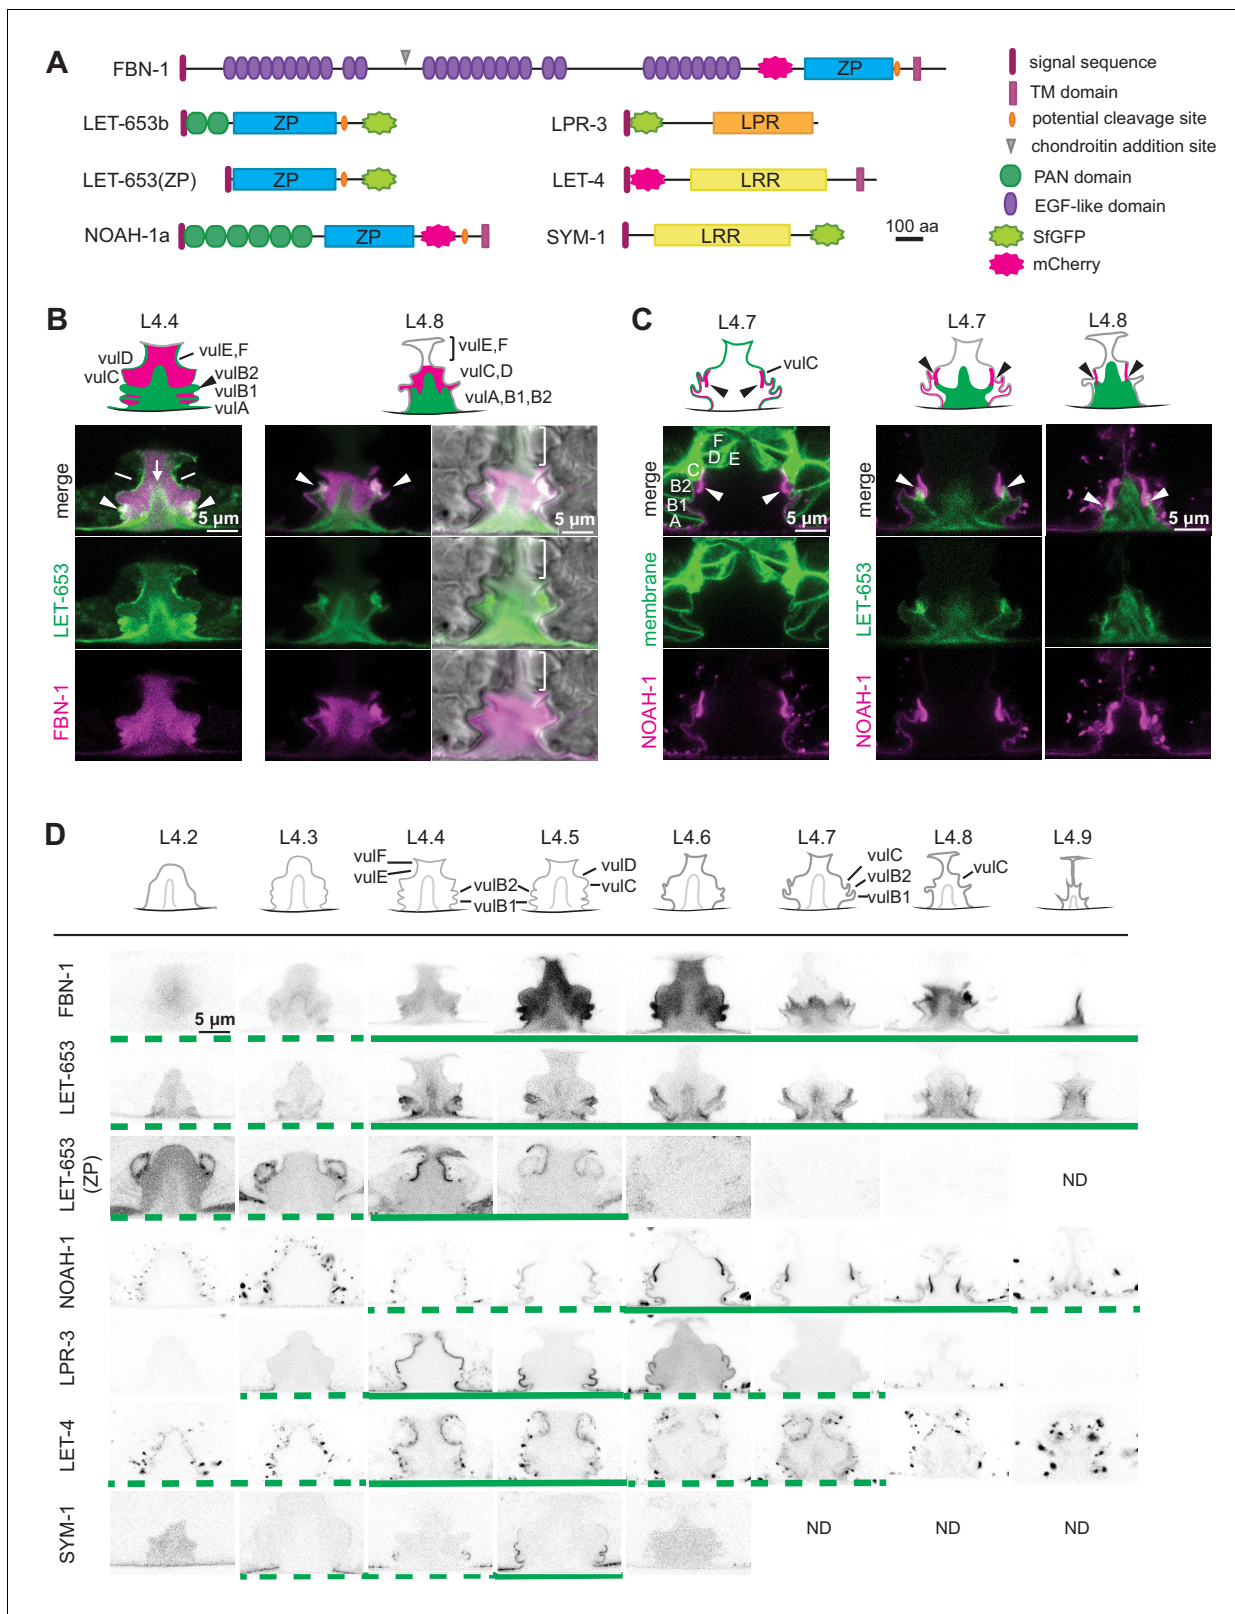 A
FBN-1
ZP
signal sequence
TM domain
potential cleavage site
chondroitin addition site
PAN domain
EGF-like domain
SfGFP
mCherry
LET-653b
ZP
LPR-3
LPR
LET-653(ZP)
ZP
LET-4
LRR
NOAH-1a
ZP
SYM-1
LRR
100 aa
B
L4.4
L4.8
vulD
vulC
vulE,F
vulB2
vulB1
vulA
vulE,F
vulC,D
vulA,B1,B2
merge
5 µm
5 µm
LET-653
FBN-1
C
L4.7
L4.7
L4.8
vulC
merge
F
D
E
C
B2
B1
A
5 µm
merge
5 µm
membrane
LET-653
NOAH-1
NOAH-1
D
L4.2
L4.3
L4.4
L4.5
L4.6
L4.7
L4.8
L4.9
vulF
vulE
vulB2
vulB1
vulD
vulC
vulC
vulB2
vulB1
vulC
FBN-1
5 µm
LET-653
LET-653
(ZP)
ND
NOAH-1
LPR-3
LET-4
SYM-1
ND
ND
ND